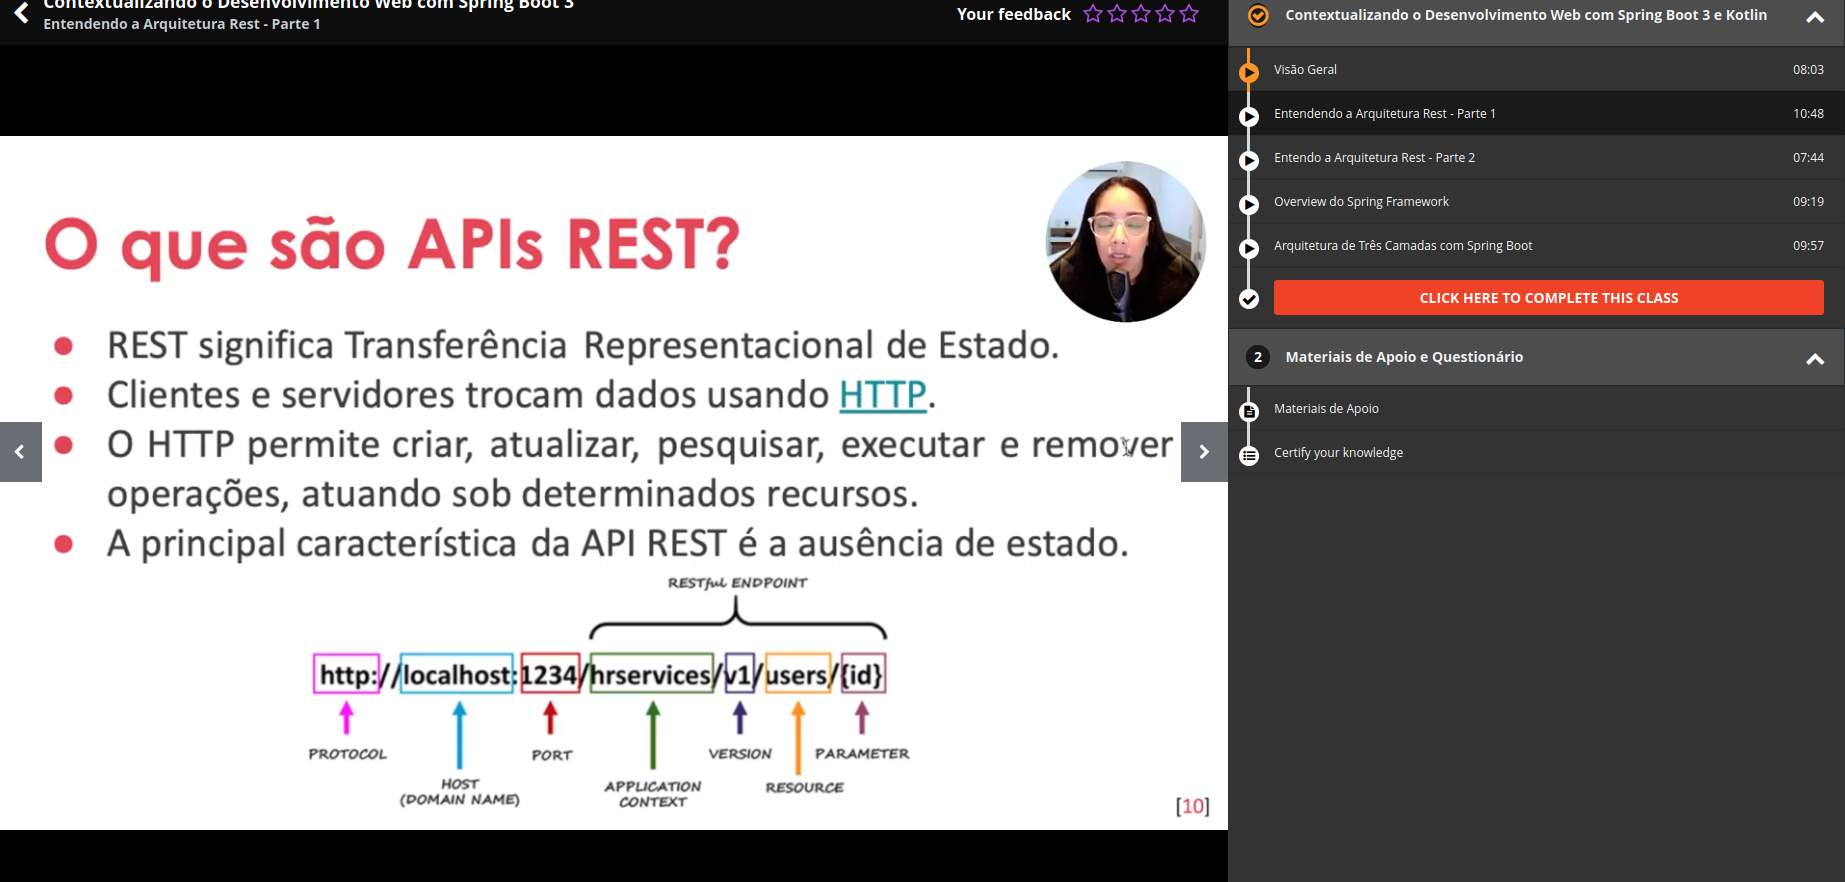 Contextualizando o Desenvolvimento Web com Spring Boot 3
Entendendo a Arquitetura Rest - Parte 1
Your feedback
O que são APIs REST?
REST significa Transferência Representacional de Estado.
Clientes e servidores trocam dados usando HTTP.
O HTTP permite criar, atualizar, pesquisar, executar e remover
operações, atuando sob determinados recursos.
A principal característica da API REST é a ausência de estado.
RESTful ENDPOINT
http://localhost:1234/hrservices/v1/users/{id}
PROTOCOL
HOST
(DOMAIN NAME)
PORT
APPLICATION
CONTEXT
VERSION
RESOURCE
PARAMETER
[10]
Contextualizando o Desenvolvimento Web com Spring Boot 3 e Kotlin
Visão Geral 08:03
Entendendo a Arquitetura Rest - Parte 1 10:48
Entendo a Arquitetura Rest - Parte 2 07:44
Overview do Spring Framework 09:19
Arquitetura de Três Camadas com Spring Boot 09:57
CLICK HERE TO COMPLETE THIS CLASS
2 Materiais de Apoio e Questionário
Materiais de Apoio
Certify your knowledge